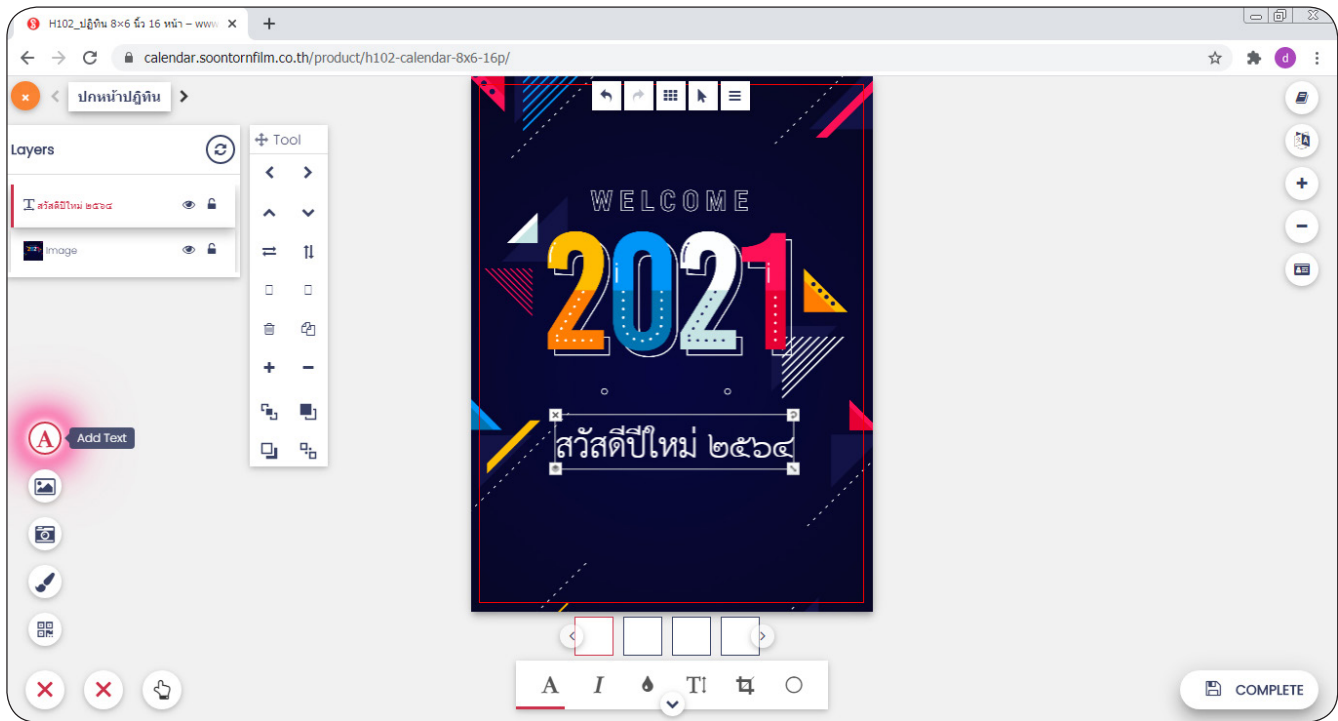 H102_ปฏิทิน 8×6 นิ้ว 16 หน้า – www
calendar.soontornfilm.co.th/product/h102-calendar-8x6-16p/
d
ปกหน้าปฏิทิน
Layers
Tool
T สวัสดีปีใหม่ ๒๕๖๔
Image
WELCOME
2021
สวัสดีปีใหม่ ๒๕๖๔
A
Add Text
A I T
COMPLETE